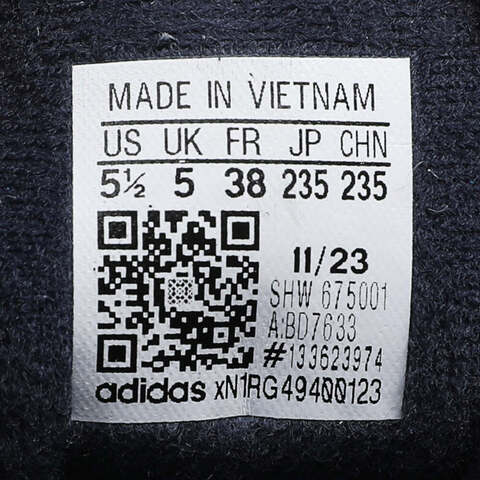 MADE IN VIETNAM
US UK FR JP CHN
5½ 5 38 235 235
11/23
SHW 675001
A:BD7633
#133623974
adidas xN1RG49400123